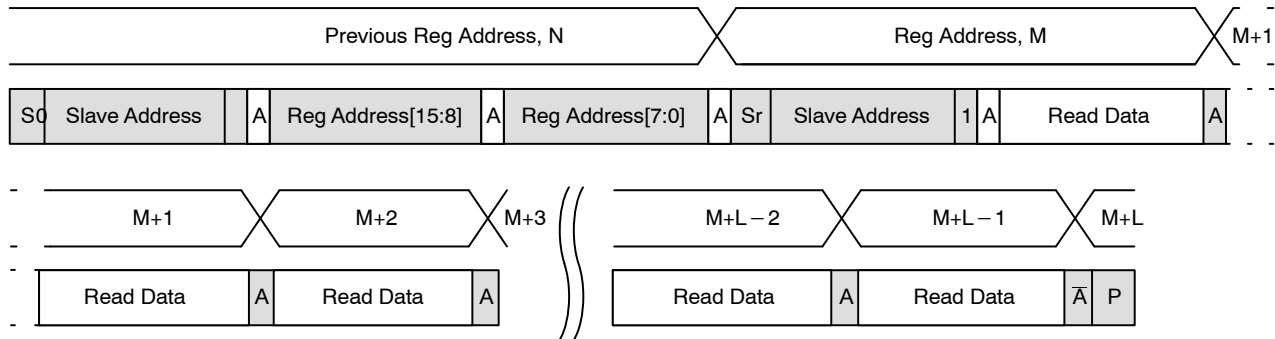 Previous Reg Address, N Reg Address, M M+1
S0 Slave Address A Reg Address[15:8] A Reg Address[7:0] A Sr Slave Address 1 A Read Data A
M+1 M+2 M+3 M+L−2 M+L−1 M+L
Read Data A Read Data A Read Data A Read Data A̅ P